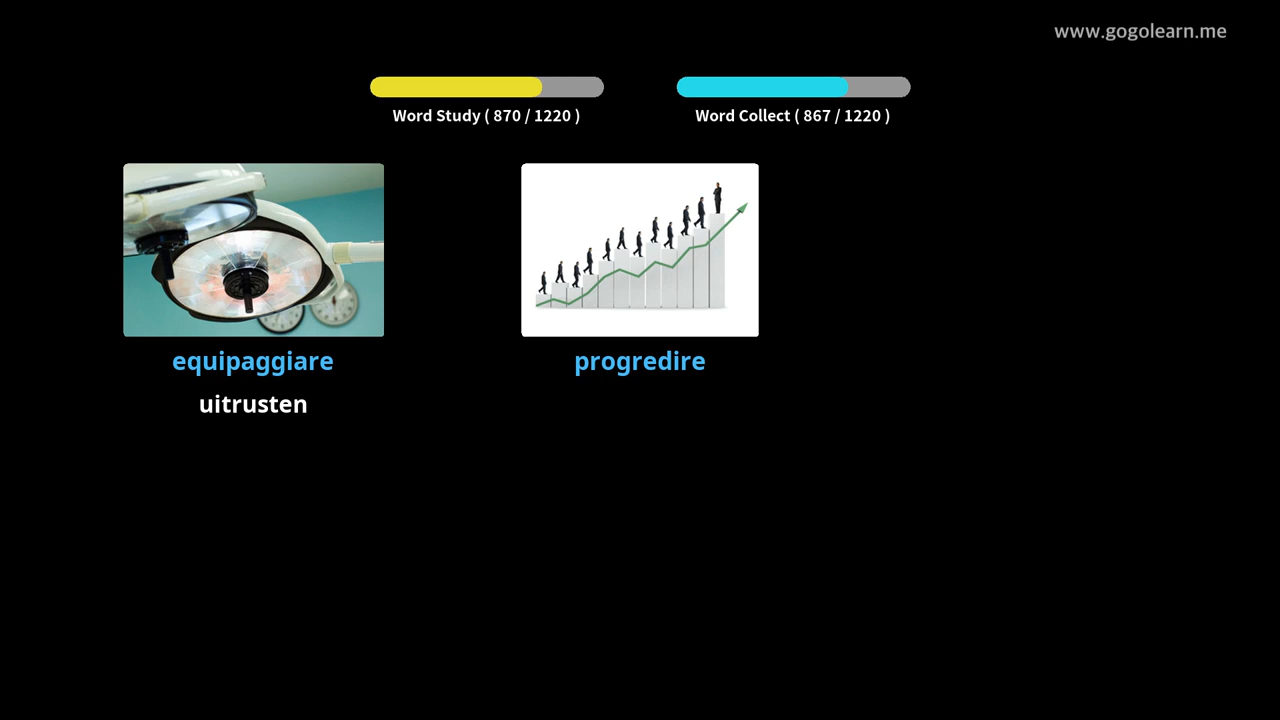 www.gogolearn.me
Word Study ( 870 / 1220 )
Word Collect ( 867 / 1220 )
equipaggiare
progredire
uitrusten